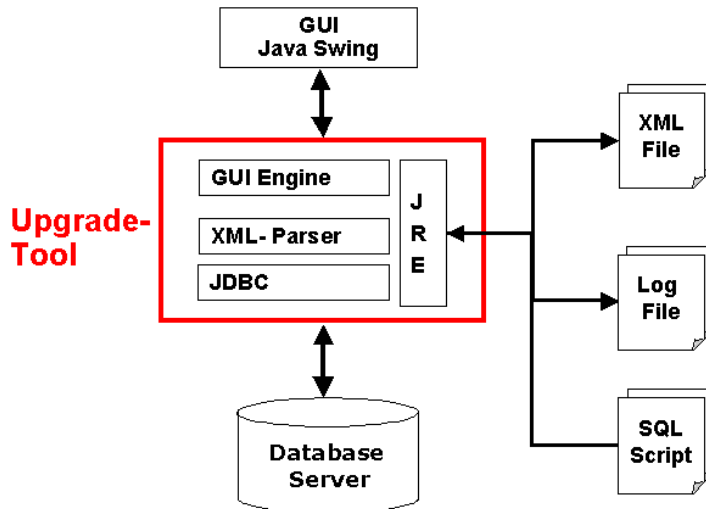 GUI
Java Swing
Upgrade-
Tool
GUI Engine
XML- Parser
JDBC
J
R
E
XML
File
Log
File
SQL
Script
Database
Server